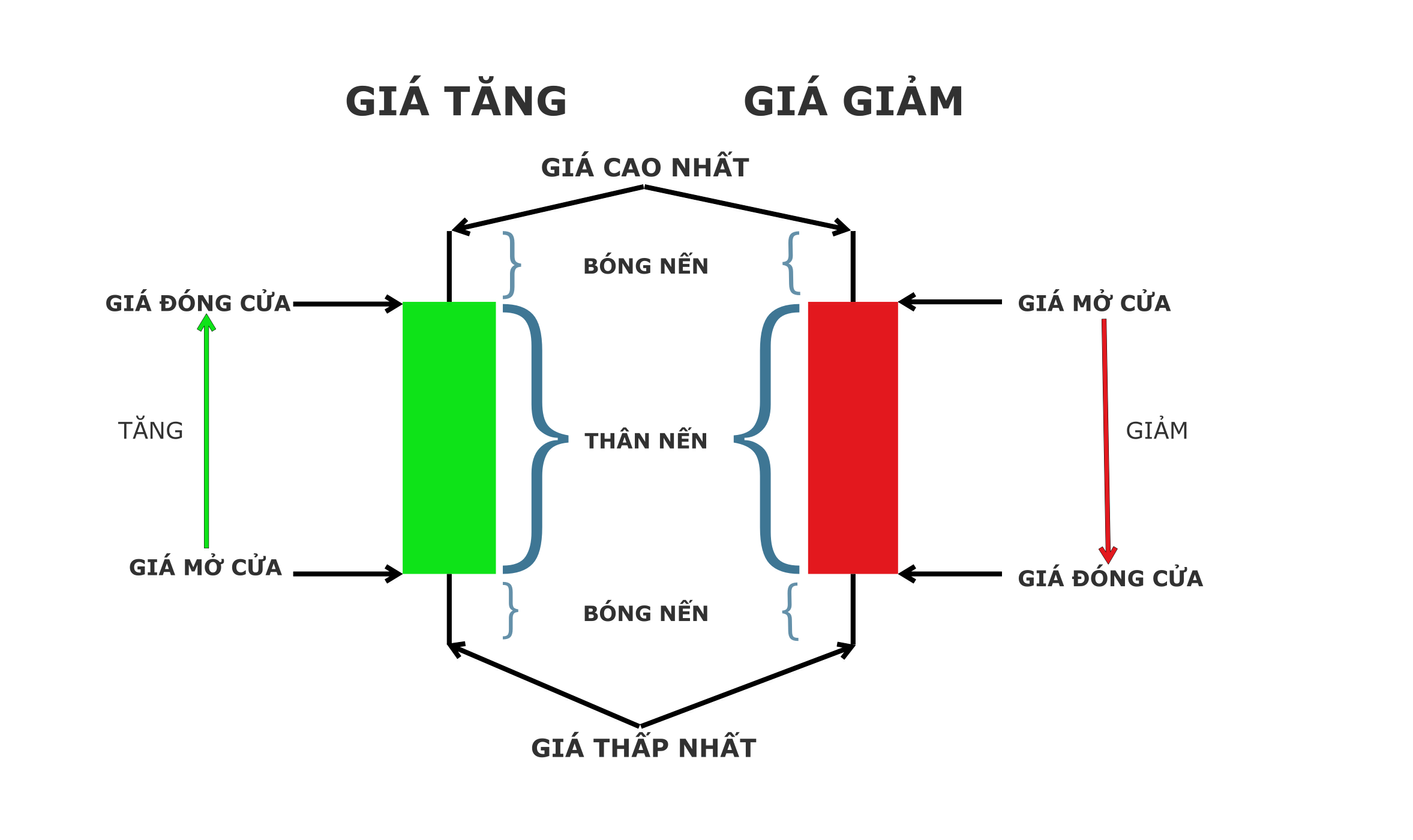 GIÁ TĂNG
GIÁ GIẢM
GIÁ CAO NHẤT
BÓNG NẾN
GIÁ ĐÓNG CỬA
GIÁ MỞ CỬA
TĂNG
THÂN NẾN
GIẢM
GIÁ MỞ CỬA
GIÁ ĐÓNG CỬA
BÓNG NẾN
GIÁ THẤP NHẤT